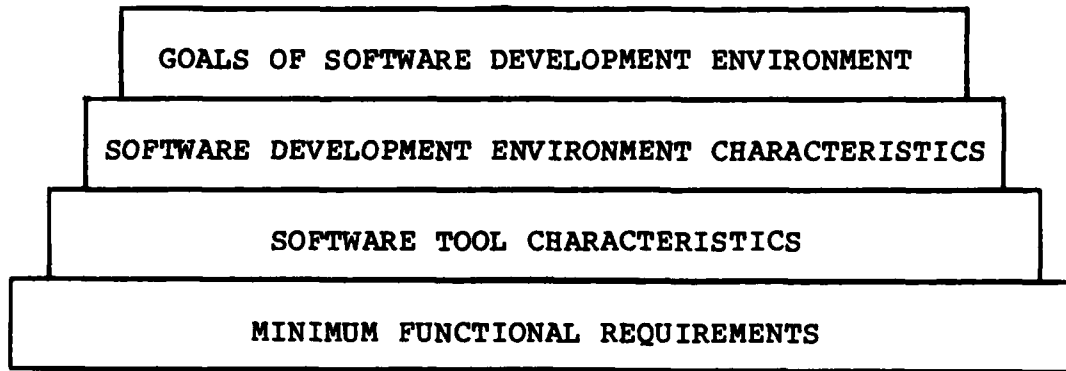 GOALS OF SOFTWARE DEVELOPMENT ENVIRONMENT
SOFTWARE DEVELOPMENT ENVIRONMENT CHARACTERISTICS
SOFTWARE TOOL CHARACTERISTICS
MINIMUM FUNCTIONAL REQUIREMENTS